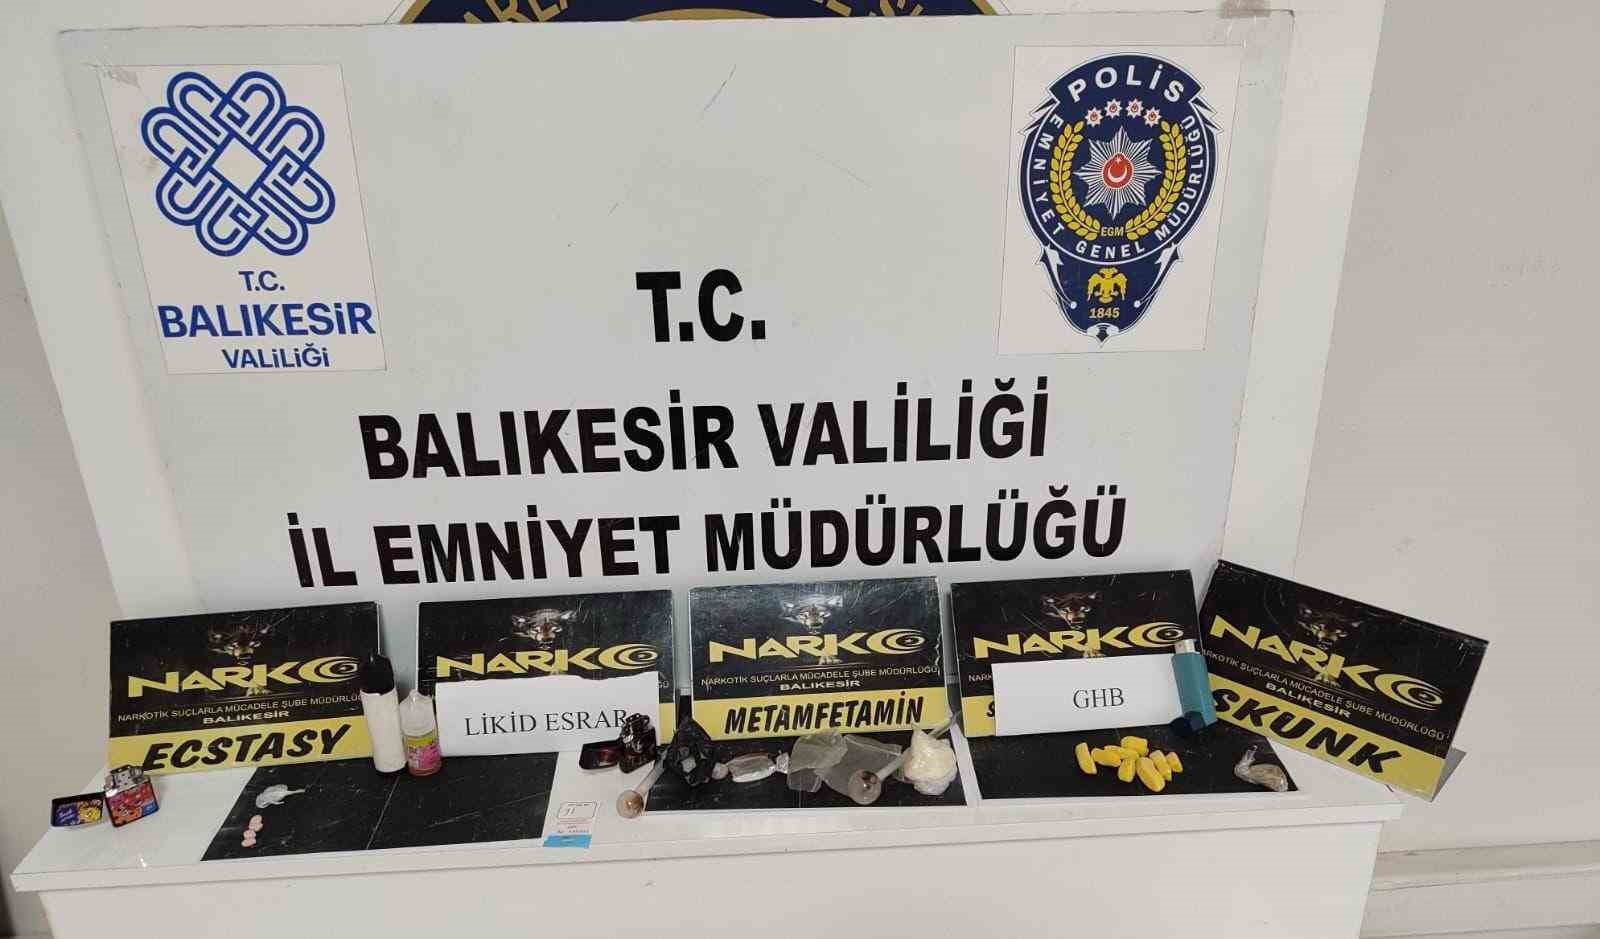 T.C.
BALIKESİR
VALİLİĞİ
POLİS
EMNİYET GENEL MÜDÜRLÜĞÜ
EGM
1845
T.C.
BALIKESİR VALİLİĞİ
İL EMNİYET MÜDÜRLÜĞÜ
NARKO
NARKOTİK SUÇLARLA MÜCADELE ŞUBE MÜDÜRLÜĞÜ
BALIKESİR
ECSTASY
NARKO
LİKİD ESRAR
NARKO
NARKOTİK SUÇLARLA MÜCADELE ŞUBE MÜDÜRLÜĞÜ
BALIKESİR
METAMFETAMİN
NARKO
GHB
NARKO
NARKOTİK SUÇLARLA MÜCADELE ŞUBE MÜDÜRLÜĞÜ
BALIKESİR
SKUNK